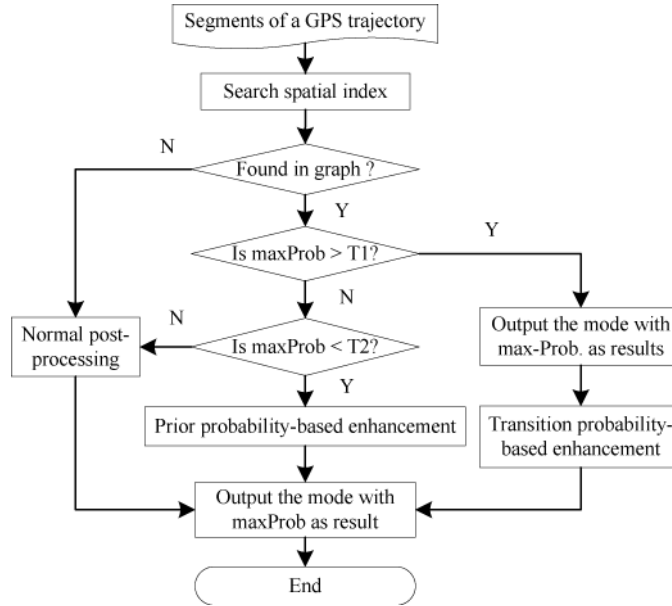 Segments of a GPS trajectory
Search spatial index
N
Found in graph ?
Y
Is maxProb > T1?
Y
N
Normal post-
processing
N
Is maxProb < T2?
Output the mode with
max-Prob. as results
Y
Prior probability-based enhancement
Transition probability-
based enhancement
Output the mode with
maxProb as result
End